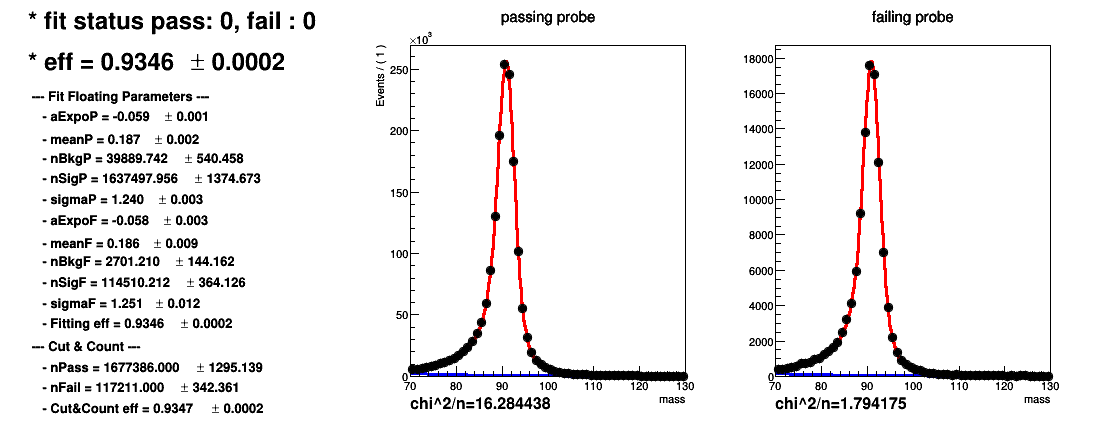 * fit status pass: 0, fail : 0
* eff = 0.9346 ± 0.0002
--- Fit Floating Parameters ---
- aExpoP = -0.059 ± 0.001
- meanP = 0.187 ± 0.002
- nBkgP = 39889.742 ± 540.458
- nSigP = 1637497.956 ± 1374.673
- sigmaP = 1.240 ± 0.003
- aExpoF = -0.058 ± 0.003
- meanF = 0.186 ± 0.009
- nBkgF = 2701.210 ± 144.162
- nSigF = 114510.212 ± 364.126
- sigmaF = 1.251 ± 0.012
- Fitting eff = 0.9346 ± 0.0002
--- Cut & Count ---
- nPass = 1677386.000 ± 1295.139
- nFail = 117211.000 ± 342.361
- Cut&Count eff = 0.9347 ± 0.0002
passing probe
×10³
Events / ( 1 )
250
200
150
100
50
0
70 80 90 100 110 120 130
mass
chi^2/n=16.284438
failing probe
18000
16000
14000
12000
10000
8000
6000
4000
2000
0
70 80 90 100 110 120 130
mass
chi^2/n=1.794175